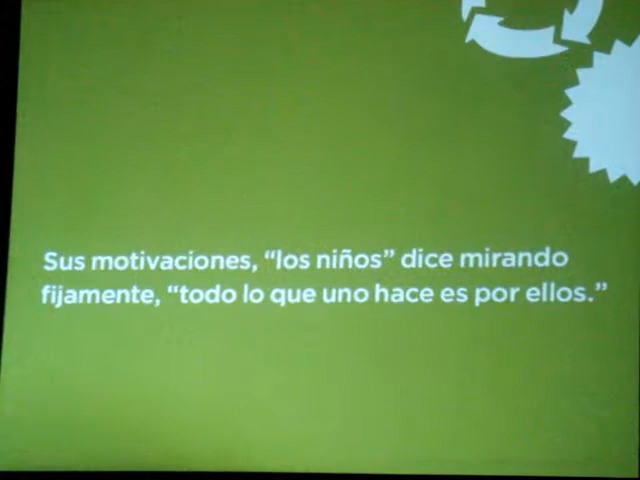 Sus motivaciones, “los niños” dice mirando
fijamente, “todo lo que uno hace es por ellos.”